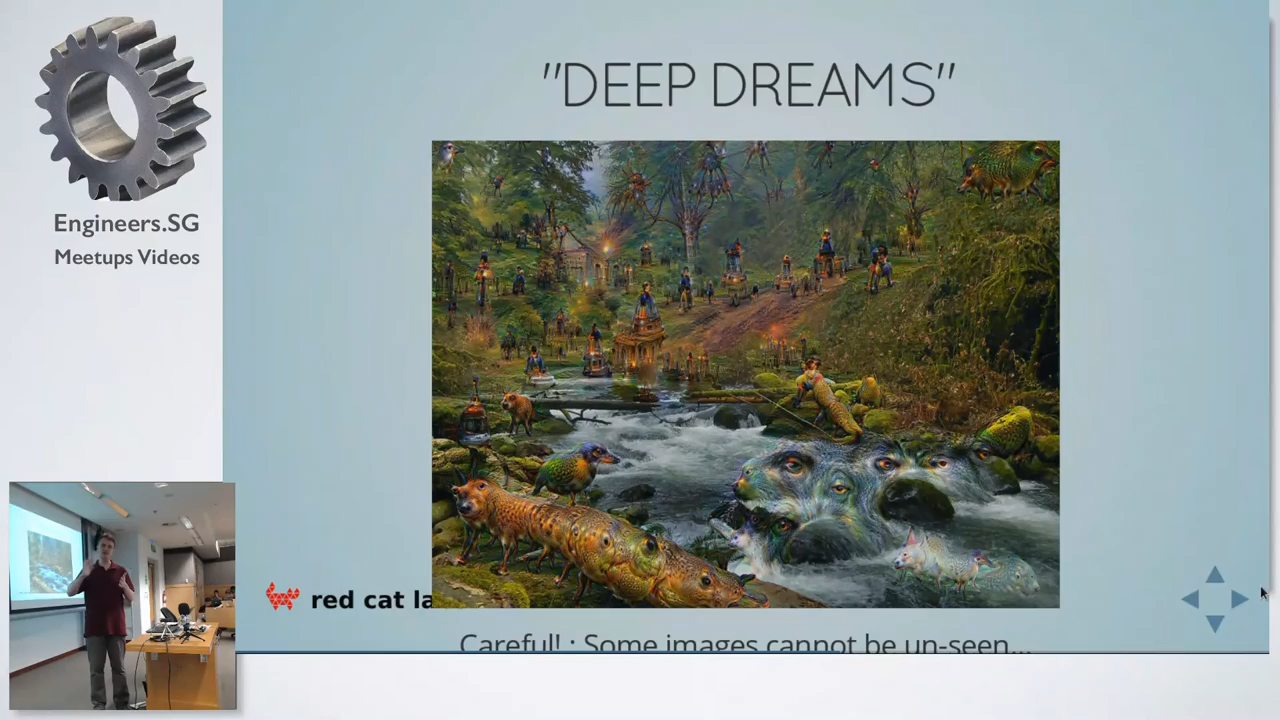 "DEEP DREAMS"
Engineers.SG
Meetups Videos
red cat la
Careful! : Some images cannot be un-seen...